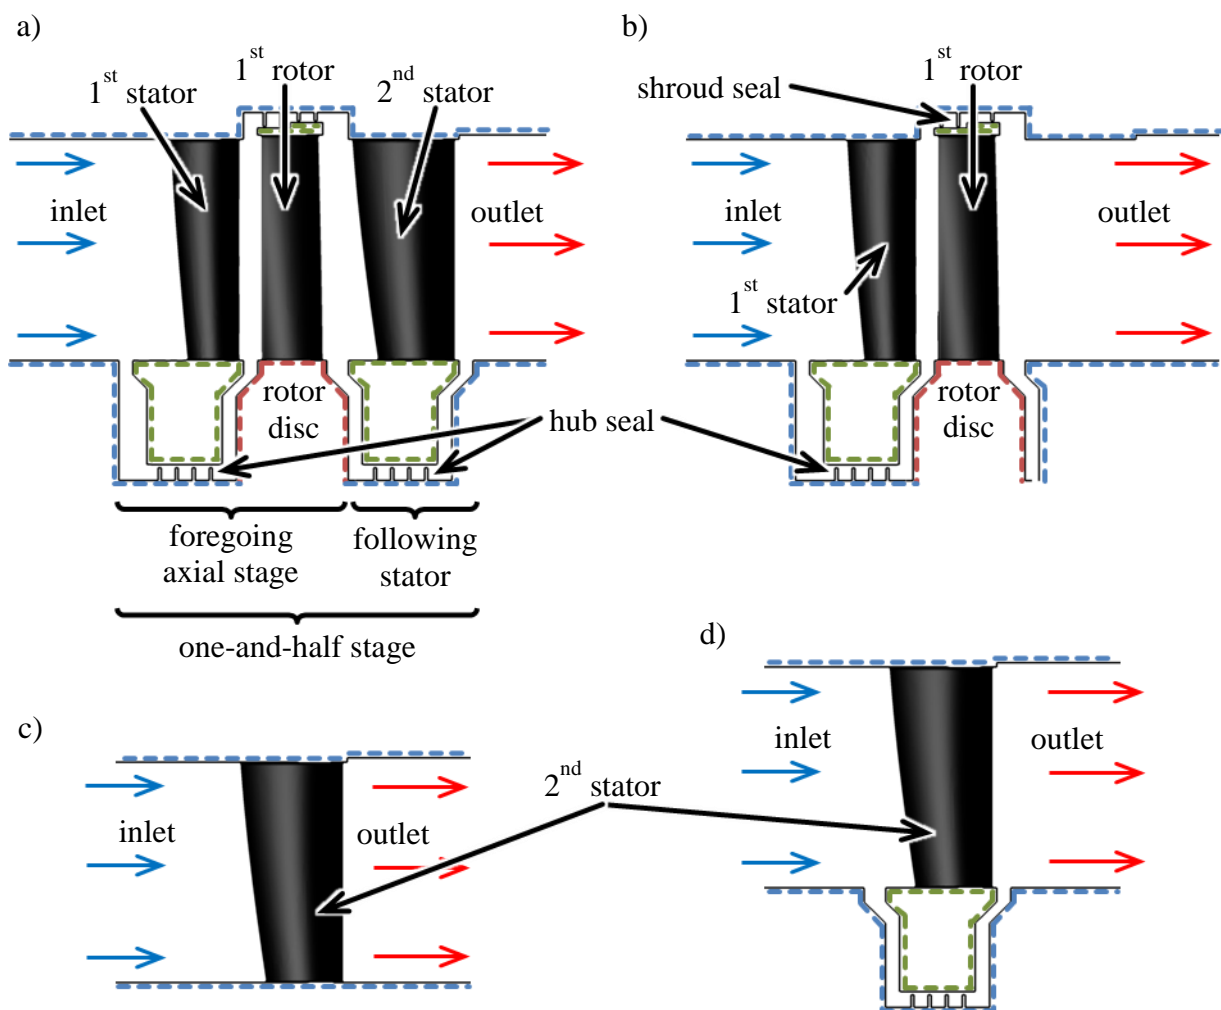 a)
1st stator
1st rotor
2nd stator
inlet
outlet
rotor
disc
hub seal
foregoing
axial stage
following
stator
one-and-half stage
b)
shroud seal
1st rotor
inlet
outlet
1st stator
rotor
disc
c)
inlet
outlet
2nd stator
d)
inlet
outlet